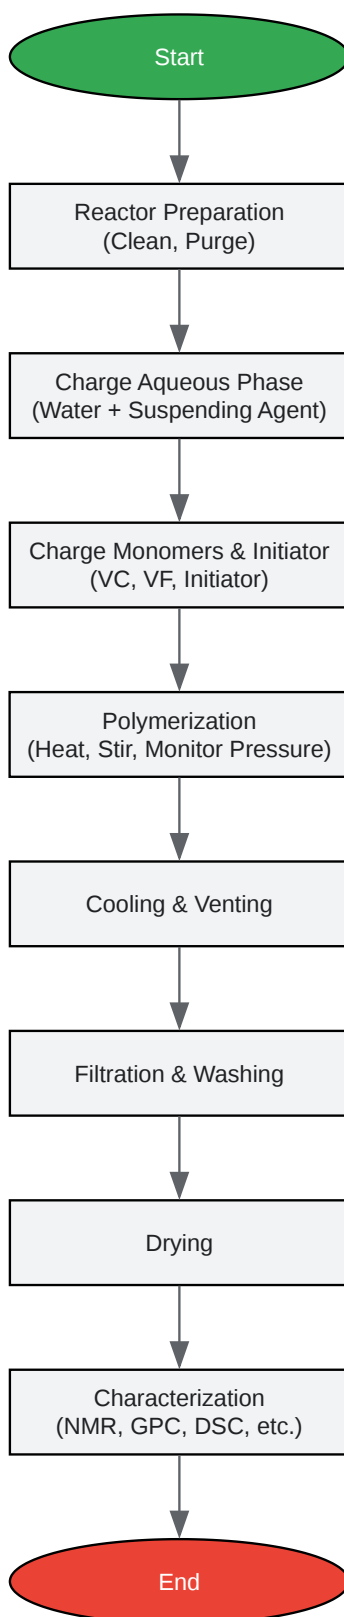 Start
Reactor Preparation
(Clean, Purge)
Charge Aqueous Phase
(Water + Suspending Agent)
Charge Monomers & Initiator
(VC, VF, Initiator)
Polymerization
(Heat, Stir, Monitor Pressure)
Cooling & Venting
Filtration & Washing
Drying
Characterization
(NMR, GPC, DSC, etc.)
End